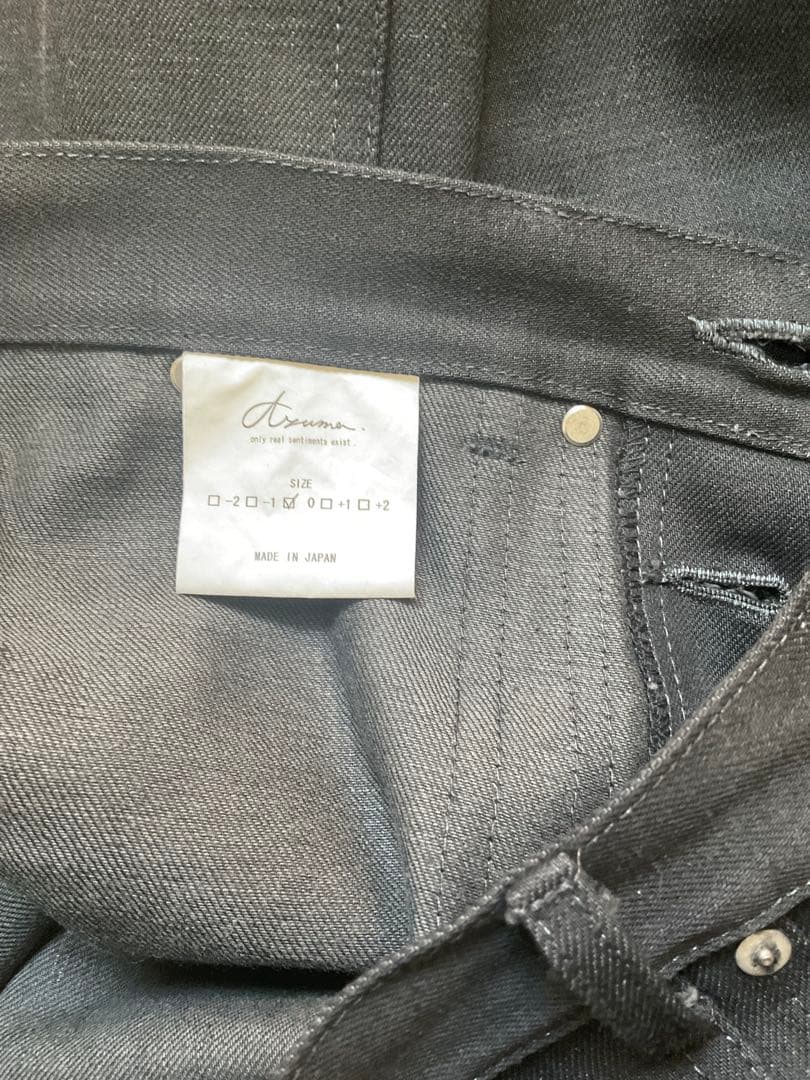 Azuma.
only real sentiments exist.
SIZE
☐ -2 ☐ -1 ☑ 0 ☐ +1 ☐ +2
MADE IN JAPAN